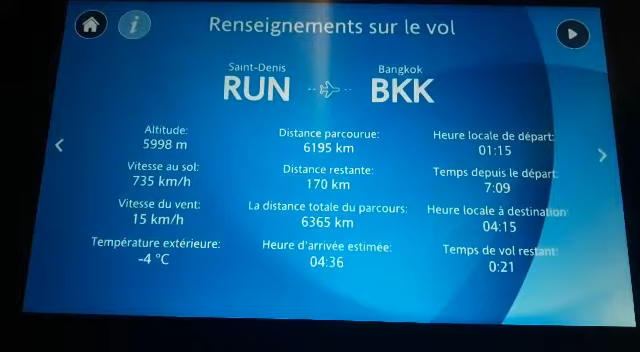 Renseignements sur le vol
Saint-Denis
RUN
Bangkok
BKK
Altitude:
5998 m
Vitesse au sol:
735 km/h
Vitesse du vent:
15 km/h
Température extérieure:
-4 °C
Distance parcourue:
6195 km
Distance restante:
170 km
La distance totale du parcours:
6365 km
Heure d'arrivée estimée:
04:36
Heure locale de départ:
01:15
Temps depuis le départ:
7:09
Heure locale à destination:
04:15
Temps de vol restant:
0:21